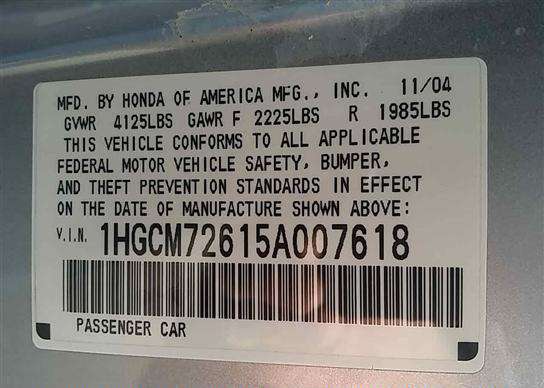 MFD. BY HONDA OF AMERICA MFG., INC. 11/04
GVWR 4125LBS GAWR F 2225LBS R 1985LBS
THIS VEHICLE CONFORMS TO ALL APPLICABLE
FEDERAL MOTOR VEHICLE SAFETY, BUMPER,
AND THEFT PREVENTION STANDARDS IN EFFECT
ON THE DATE OF MANUFACTURE SHOWN ABOVE:
V.I.N. 1HGCM72615A007618
PASSENGER CAR